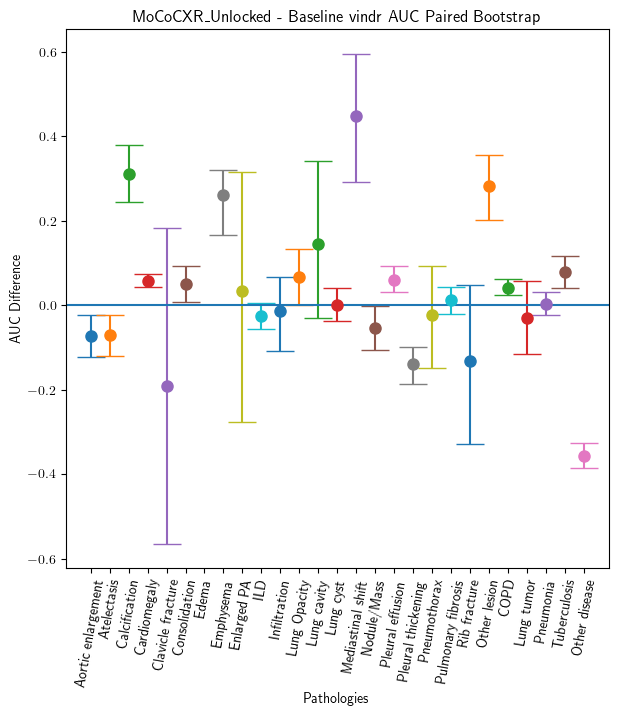 MoCoCXR_Unlocked - Baseline vindr AUC Paired Bootstrap
AUC Difference
0.6
0.4
0.2
0.0
−0.2
−0.4
−0.6
Aortic enlargement
Atelectasis
Calcification
Cardiomegaly
Clavicle fracture
Consolidation
Edema
Emphysema
Enlarged PA
ILD
Infiltration
Lung Opacity
Lung cavity
Lung cyst
Mediastinal shift
Nodule/Mass
Pleural effusion
Pleural thickening
Pneumothorax
Pulmonary fibrosis
Rib fracture
Other lesion
COPD
Lung tumor
Pneumonia
Tuberculosis
Other disease
Pathologies